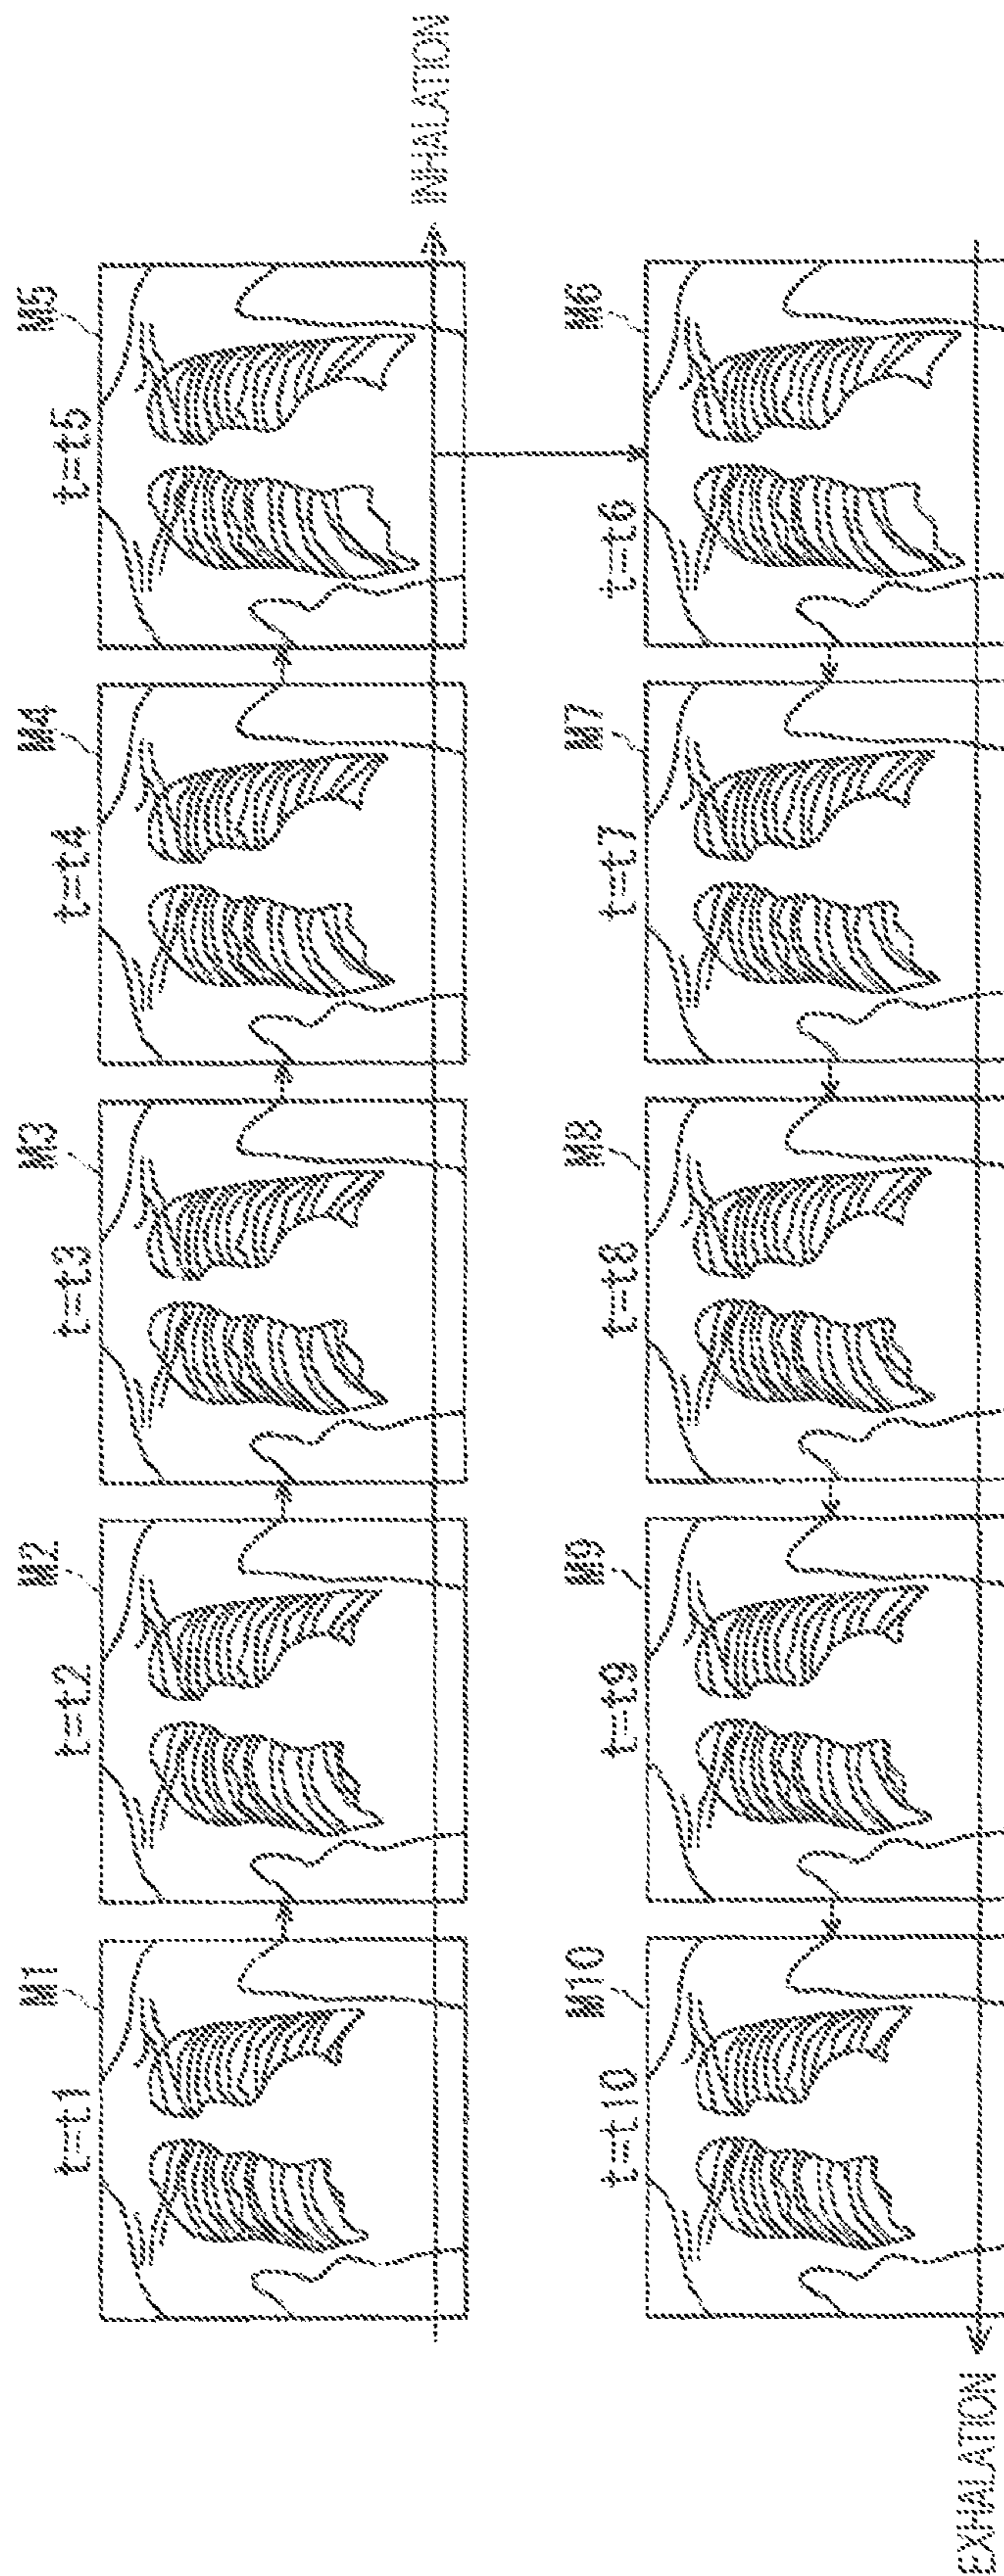 M1 M2 M3 M4 M5
t=t1 t=t2 t=t3 t=t4 t=t5
INHALATION
M10 M9 M8 M7 M6
t=t10 t=t9 t=t8 t=t7 t=t6
EXHALATION